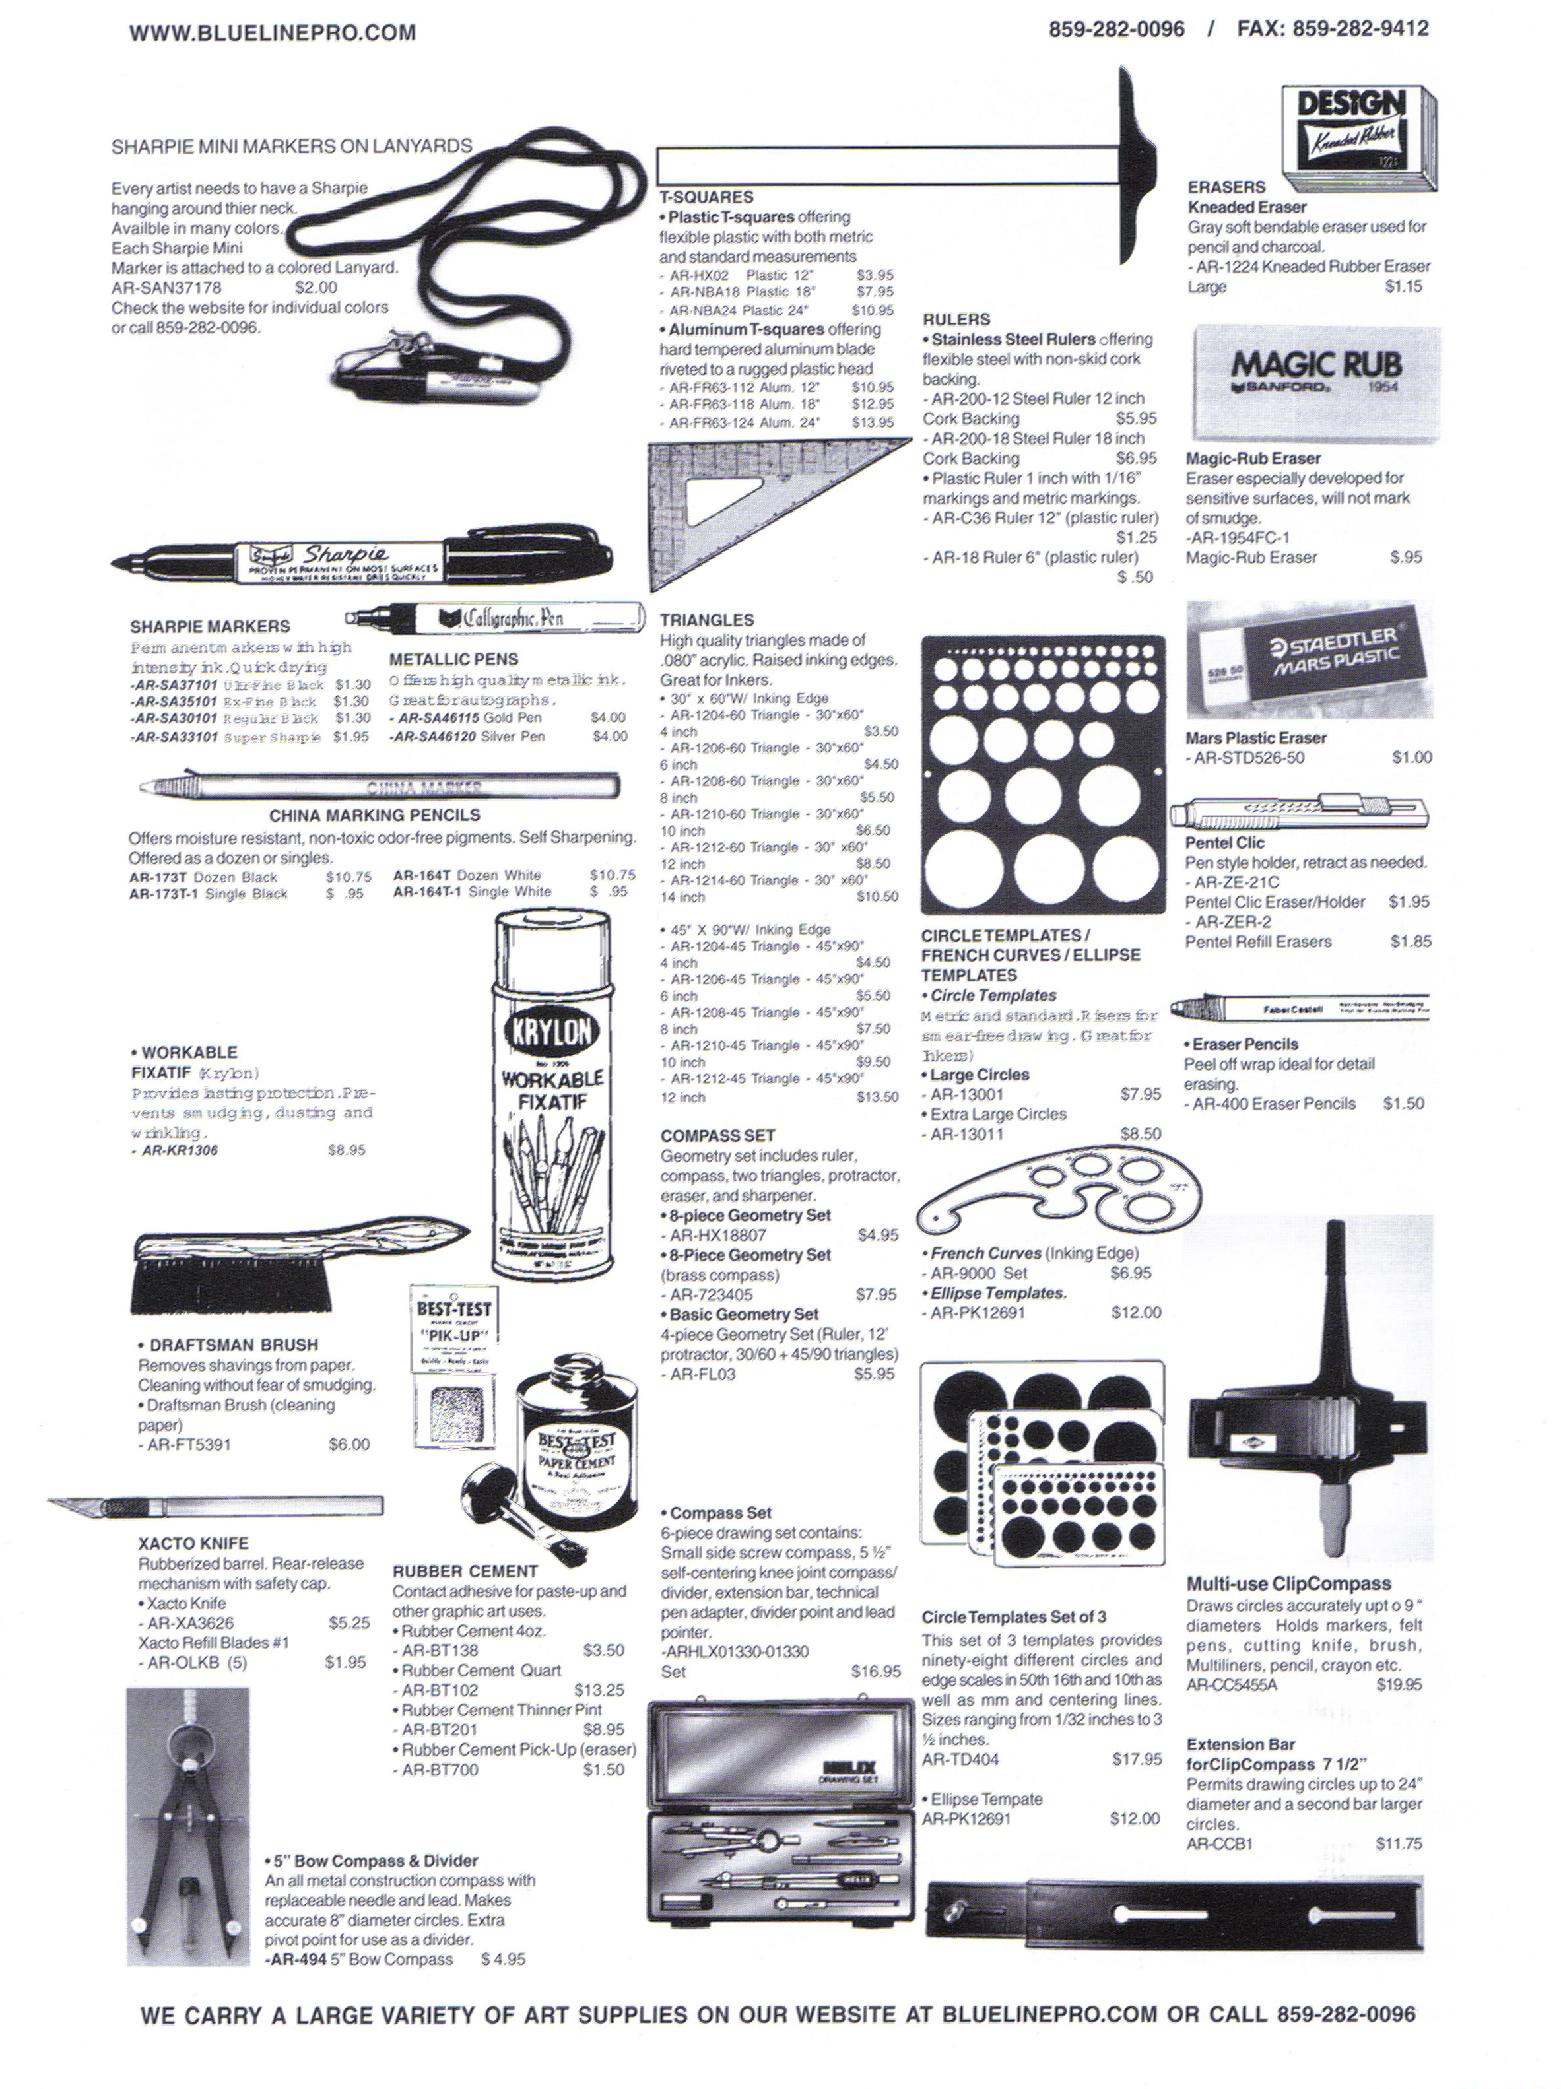 WWW.BLUELINEPRO.COM
859-282-0096 / FAX: 859-282-9412
SHARPIE MINI MARKERS ON LANYARDS
Every artist needs to have a Sharpie
hanging around thier neck.
Availble in many colors.
Each Sharpie Mini
Marker is attached to a colored Lanyard.
AR-SAN37178 $2.00
Check the website for individual colors
or call 859-282-0096.
Sharpie
PROVEN PERMANENT ON MOST SURFACES
Calligraphic Pen
SHARPIE MARKERS
Permanent markers with high
intensity ink. Quick drying
-AR-SA37101 Ultr-Fine Black $1.30
-AR-SA35101 Ex-Fine Black $1.30
-AR-SA30101 Regular Black $1.30
-AR-SA33101 Super Sharpie $1.95
METALLIC PENS
Offers high quality metallic ink.
Great for autographs.
- AR-SA46115 Gold Pen $4.00
-AR-SA46120 Silver Pen $4.00
CHINA MARKER
CHINA MARKING PENCILS
Offers moisture resistant, non-toxic odor-free pigments. Self Sharpening.
Offered as a dozen or singles.
AR-173T Dozen Black $10.75
AR-173T-1 Single Black $ .95
AR-164T Dozen White $10.75
AR-164T-1 Single White $ .95
• WORKABLE
FIXATIF (Krylon)
Provides lasting protection. Pre-
vents smudging, dusting and
wrinkling.
- AR-KR1306 $8.95
KRYLON
No. 1306
WORKABLE
FIXATIF
• DRAFTSMAN BRUSH
Removes shavings from paper.
Cleaning without fear of smudging.
• Draftsman Brush (cleaning
paper)
- AR-FT5391 $6.00
BEST-TEST
"PIK-UP"
BEST-TEST
PAPER CEMENT
XACTO KNIFE
Rubberized barrel. Rear-release
mechanism with safety cap.
• Xacto Knife
- AR-XA3626 $5.25
Xacto Refill Blades #1
- AR-OLKB (5) $1.95
RUBBER CEMENT
Contact adhesive for paste-up and
other graphic art uses.
• Rubber Cement 4oz.
- AR-BT138 $3.50
• Rubber Cement Quart
- AR-BT102 $13.25
• Rubber Cement Thinner Pint
- AR-BT201 $8.95
• Rubber Cement Pick-Up (eraser)
- AR-BT700 $1.50
• 5" Bow Compass & Divider
An all metal construction compass with
replaceable needle and lead. Makes
accurate 8" diameter circles. Extra
pivot point for use as a divider.
-AR-494 5" Bow Compass $ 4.95
T-SQUARES
• Plastic T-squares offering
flexible plastic with both metric
and standard measurements
- AR-HX02 Plastic 12" $3.95
- AR-NBA18 Plastic 18" $7.95
- AR-NBA24 Plastic 24" $10.95
• Aluminum T-squares offering
hard tempered aluminum blade
riveted to a rugged plastic head
- AR-FR63-112 Alum. 12" $10.95
- AR-FR63-118 Alum. 18" $12.95
- AR-FR63-124 Alum. 24" $13.95
TRIANGLES
High quality triangles made of
.080" acrylic. Raised inking edges.
Great for Inkers.
• 30° x 60°W/ Inking Edge
- AR-1204-60 Triangle - 30°x60°
4 inch $3.50
- AR-1206-60 Triangle - 30°x60°
6 inch $4.50
- AR-1208-60 Triangle - 30°x60°
8 inch $5.50
- AR-1210-60 Triangle - 30°x60°
10 inch $6.50
- AR-1212-60 Triangle - 30° x60°
12 inch $8.50
- AR-1214-60 Triangle - 30° x60°
14 inch $10.50
• 45° X 90°W/ Inking Edge
- AR-1204-45 Triangle - 45°x90°
4 inch $4.50
- AR-1206-45 Triangle - 45°x90°
6 inch $5.50
- AR-1208-45 Triangle - 45°x90°
8 inch $7.50
- AR-1210-45 Triangle - 45°x90°
10 inch $9.50
- AR-1212-45 Triangle - 45°x90°
12 inch $13.50
COMPASS SET
Geometry set includes ruler,
compass, two triangles, protractor,
eraser, and sharpener.
• 8-piece Geometry Set
- AR-HX18807 $4.95
• 8-Piece Geometry Set
(brass compass)
- AR-723405 $7.95
• Basic Geometry Set
4-piece Geometry Set (Ruler, 12'
protractor, 30/60 + 45/90 triangles)
- AR-FL03 $5.95
• Compass Set
6-piece drawing set contains:
Small side screw compass, 5 ½"
self-centering knee joint compass/
divider, extension bar, technical
pen adapter, divider point and lead
pointer.
-ARHLX01330-01330
Set $16.95
HELIX
DRAWING SET
RULERS
• Stainless Steel Rulers offering
flexible steel with non-skid cork
backing.
- AR-200-12 Steel Ruler 12 inch
Cork Backing $5.95
- AR-200-18 Steel Ruler 18 inch
Cork Backing $6.95
• Plastic Ruler 1 inch with 1/16"
markings and metric markings.
- AR-C36 Ruler 12" (plastic ruler)
$1.25
- AR-18 Ruler 6" (plastic ruler)
$ .50
CIRCLE TEMPLATES /
FRENCH CURVES / ELLIPSE
TEMPLATES
• Circle Templates
Metric and standard. Risers for
smear-free drawing. Great for
Inkers)
• Large Circles
- AR-13001 $7.95
• Extra Large Circles
- AR-13011 $8.50
• French Curves (Inking Edge)
- AR-9000 Set $6.95
• Ellipse Templates.
- AR-PK12691 $12.00
Circle Templates Set of 3
This set of 3 templates provides
ninety-eight different circles and
edge scales in 50th 16th and 10th as
well as mm and centering lines.
Sizes ranging from 1/32 inches to 3
½ inches.
AR-TD404 $17.95
• Ellipse Tempate
AR-PK12691 $12.00
DESIGN
Kneaded Rubber
1224
ERASERS
Kneaded Eraser
Gray soft bendable eraser used for
pencil and charcoal.
- AR-1224 Kneaded Rubber Eraser
Large $1.15
MAGIC RUB
SANFORD® 1954
Magic-Rub Eraser
Eraser especially developed for
sensitive surfaces, will not mark
of smudge.
-AR-1954FC-1
Magic-Rub Eraser $.95
STAEDTLER®
MARS PLASTIC
526 50
GERMANY
Mars Plastic Eraser
- AR-STD526-50 $1.00
Pentel Clic
Pen style holder, retract as needed.
- AR-ZE-21C
Pentel Clic Eraser/Holder $1.95
- AR-ZER-2
Pentel Refill Erasers $1.85
Faber Castell
• Eraser Pencils
Peel off wrap ideal for detail
erasing.
- AR-400 Eraser Pencils $1.50
Multi-use ClipCompass
Draws circles accurately upt o 9 "
diameters Holds markers, felt
pens, cutting knife, brush,
Multiliners, pencil, crayon etc.
AR-CC5455A $19.95
Extension Bar
forClipCompass 7 1/2"
Permits drawing circles up to 24"
diameter and a second bar larger
circles.
AR-CCB1 $11.75
WE CARRY A LARGE VARIETY OF ART SUPPLIES ON OUR WEBSITE AT BLUELINEPRO.COM OR CALL 859-282-0096